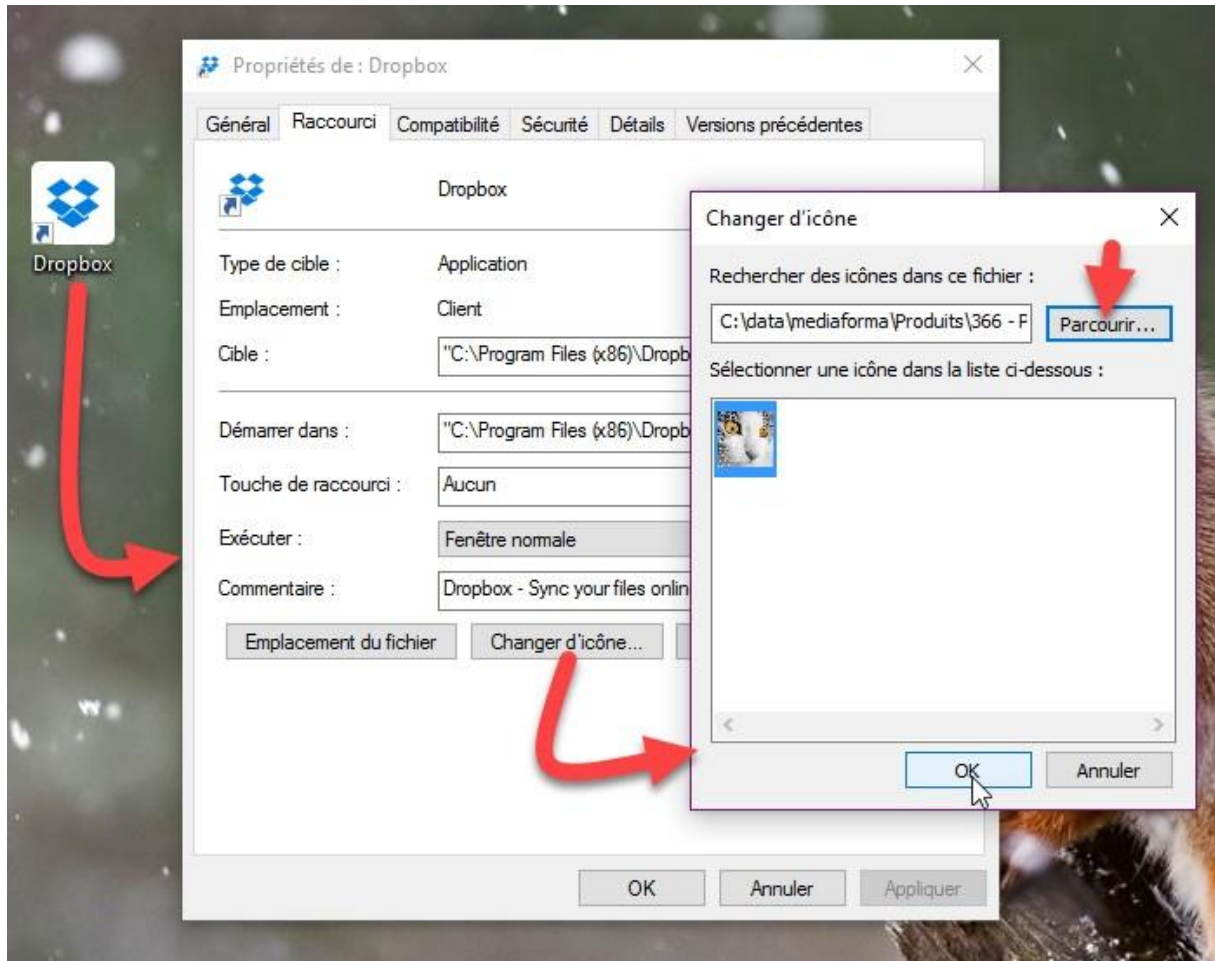 Dropbox
Propriétés de : Dropbox
Général Raccourci Compatibilité Sécurité Détails Versions précédentes
Dropbox
Type de cible : Application
Emplacement : Client
Cible : "C:\Program Files (x86)\Dropb
Démarrer dans : "C:\Program Files (x86)\Dropb
Touche de raccourci : Aucun
Exécuter : Fenêtre normale
Commentaire : Dropbox - Sync your files onlin
Emplacement du fichier Changer d'icône...
OK Annuler Appliquer
Changer d'icône
Rechercher des icônes dans ce fichier :
C:\data\mediaforma\Produits\366 - P Parcourir...
Sélectionner une icône dans la liste ci-dessous :
OK Annuler